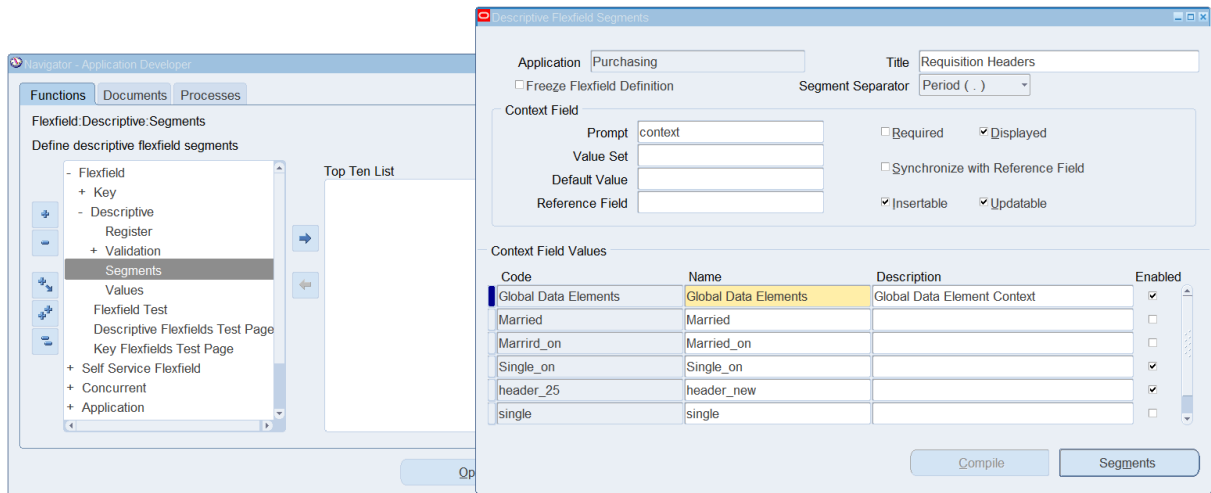 Navigator - Application Developer
Functions Documents Processes
Flexfield:Descriptive:Segments
Define descriptive flexfield segments
- Flexfield
+ Key
- Descriptive
Register
+ Validation
Segments
Values
Flexfield Test
Descriptive Flexfields Test Page
Key Flexfields Test Page
+ Self Service Flexfield
+ Concurrent
+ Application
Top Ten List
Op
Descriptive Flexfield Segments
Application Purchasing Title Requisition Headers
Freeze Flexfield Definition Segment Separator Period ( . )
Context Field
Prompt context Required Displayed
Value Set
Synchronize with Reference Field
Default Value
Reference Field Insertable Updatable
Context Field Values
Code Name Description Enabled
Global Data Elements Global Data Elements Global Data Element Context
Married Married
Marrird_on Married_on
Single_on Single_on
header_25 header_new
single single
Compile Segments